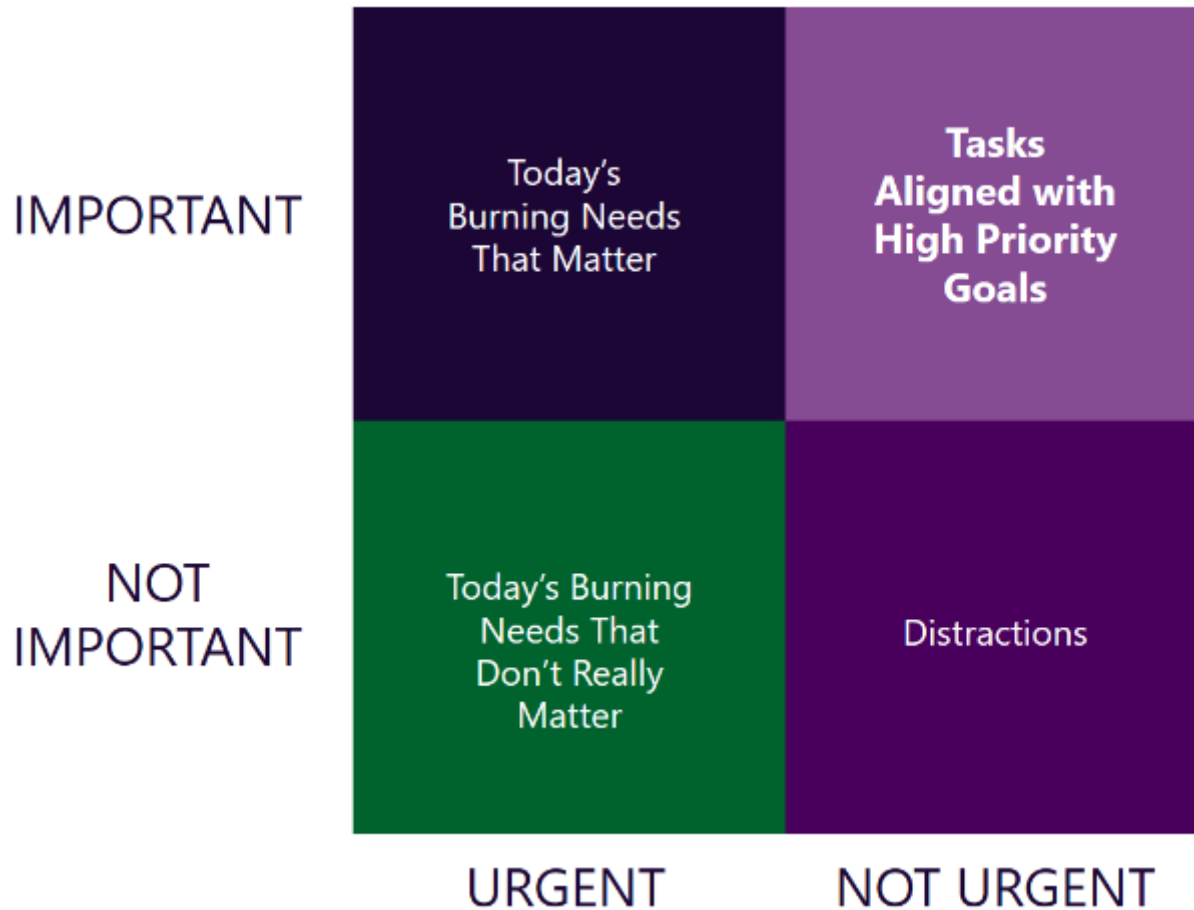 IMPORTANT
Today’s
Burning Needs
That Matter
Tasks
Aligned with
High Priority
Goals
NOT
IMPORTANT
Today’s Burning
Needs That
Don’t Really
Matter
Distractions
URGENT
NOT URGENT